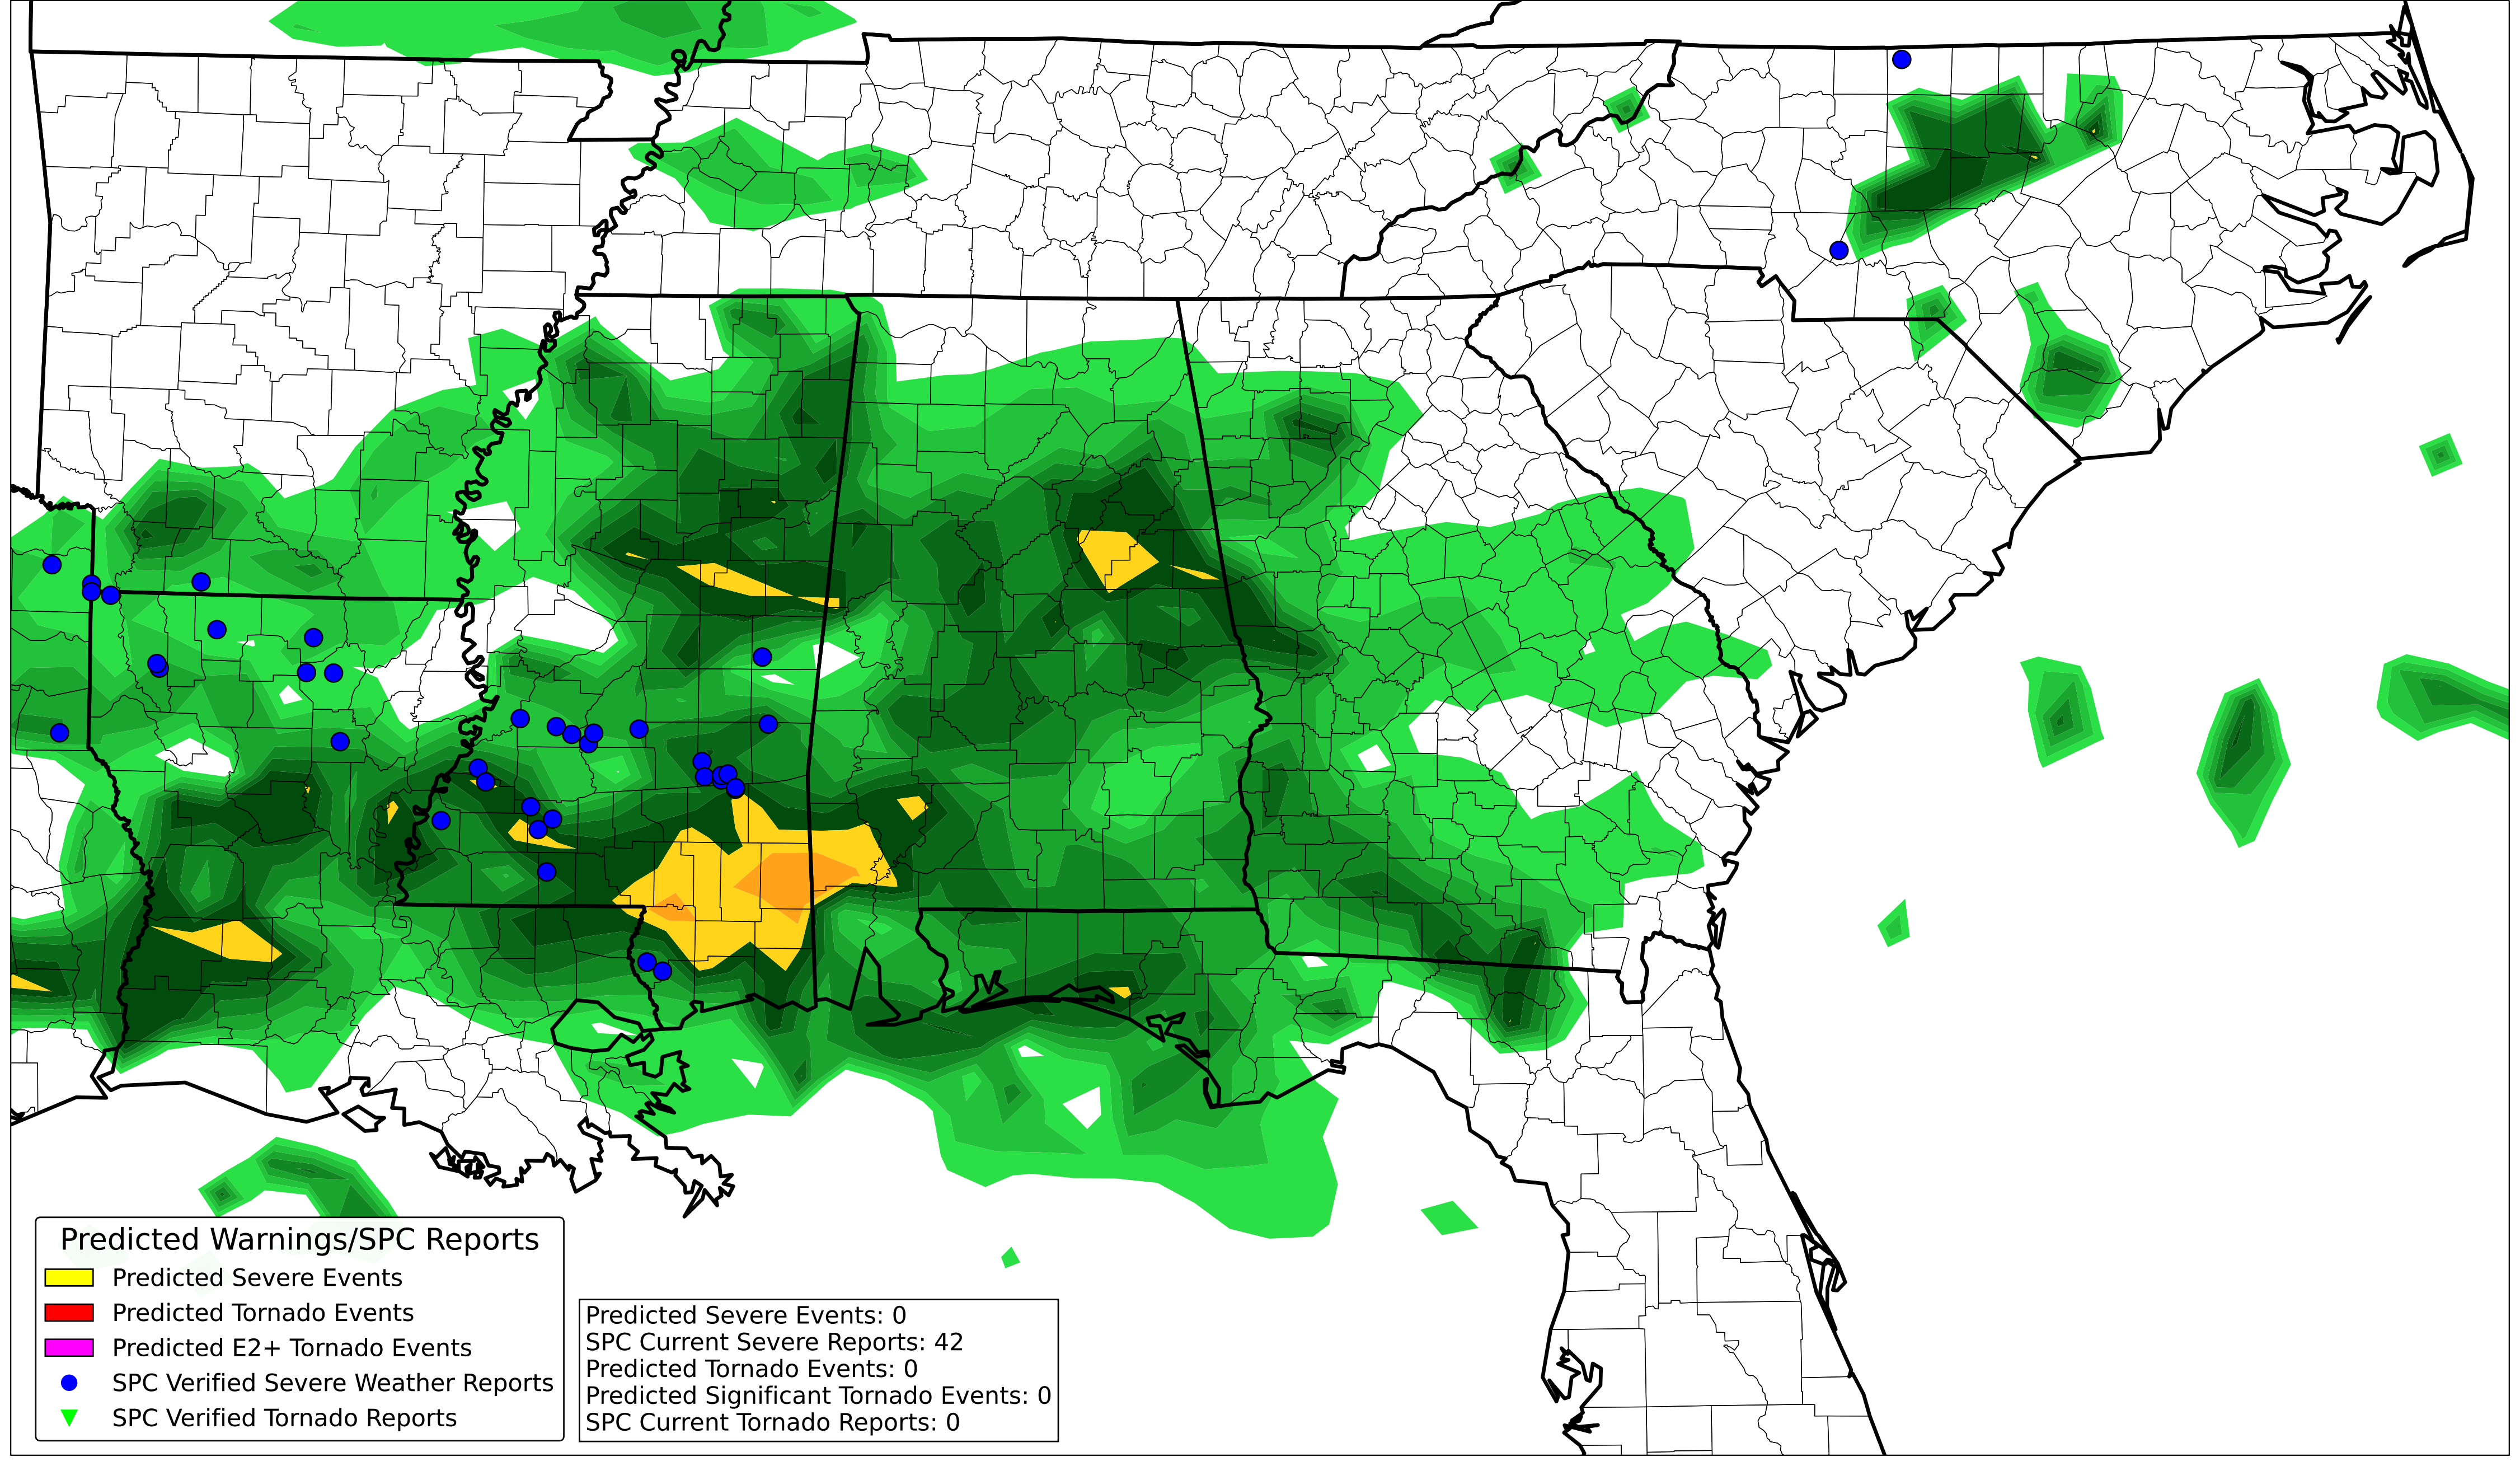 Predicted Warnings/SPC Reports
Predicted Severe Events
Predicted Tornado Events
Predicted E2+ Tornado Events
SPC Verified Severe Weather Reports
SPC Verified Tornado Reports
Predicted Severe Events: 0
SPC Current Severe Reports: 42
Predicted Tornado Events: 0
Predicted Significant Tornado Events: 0
SPC Current Tornado Reports: 0